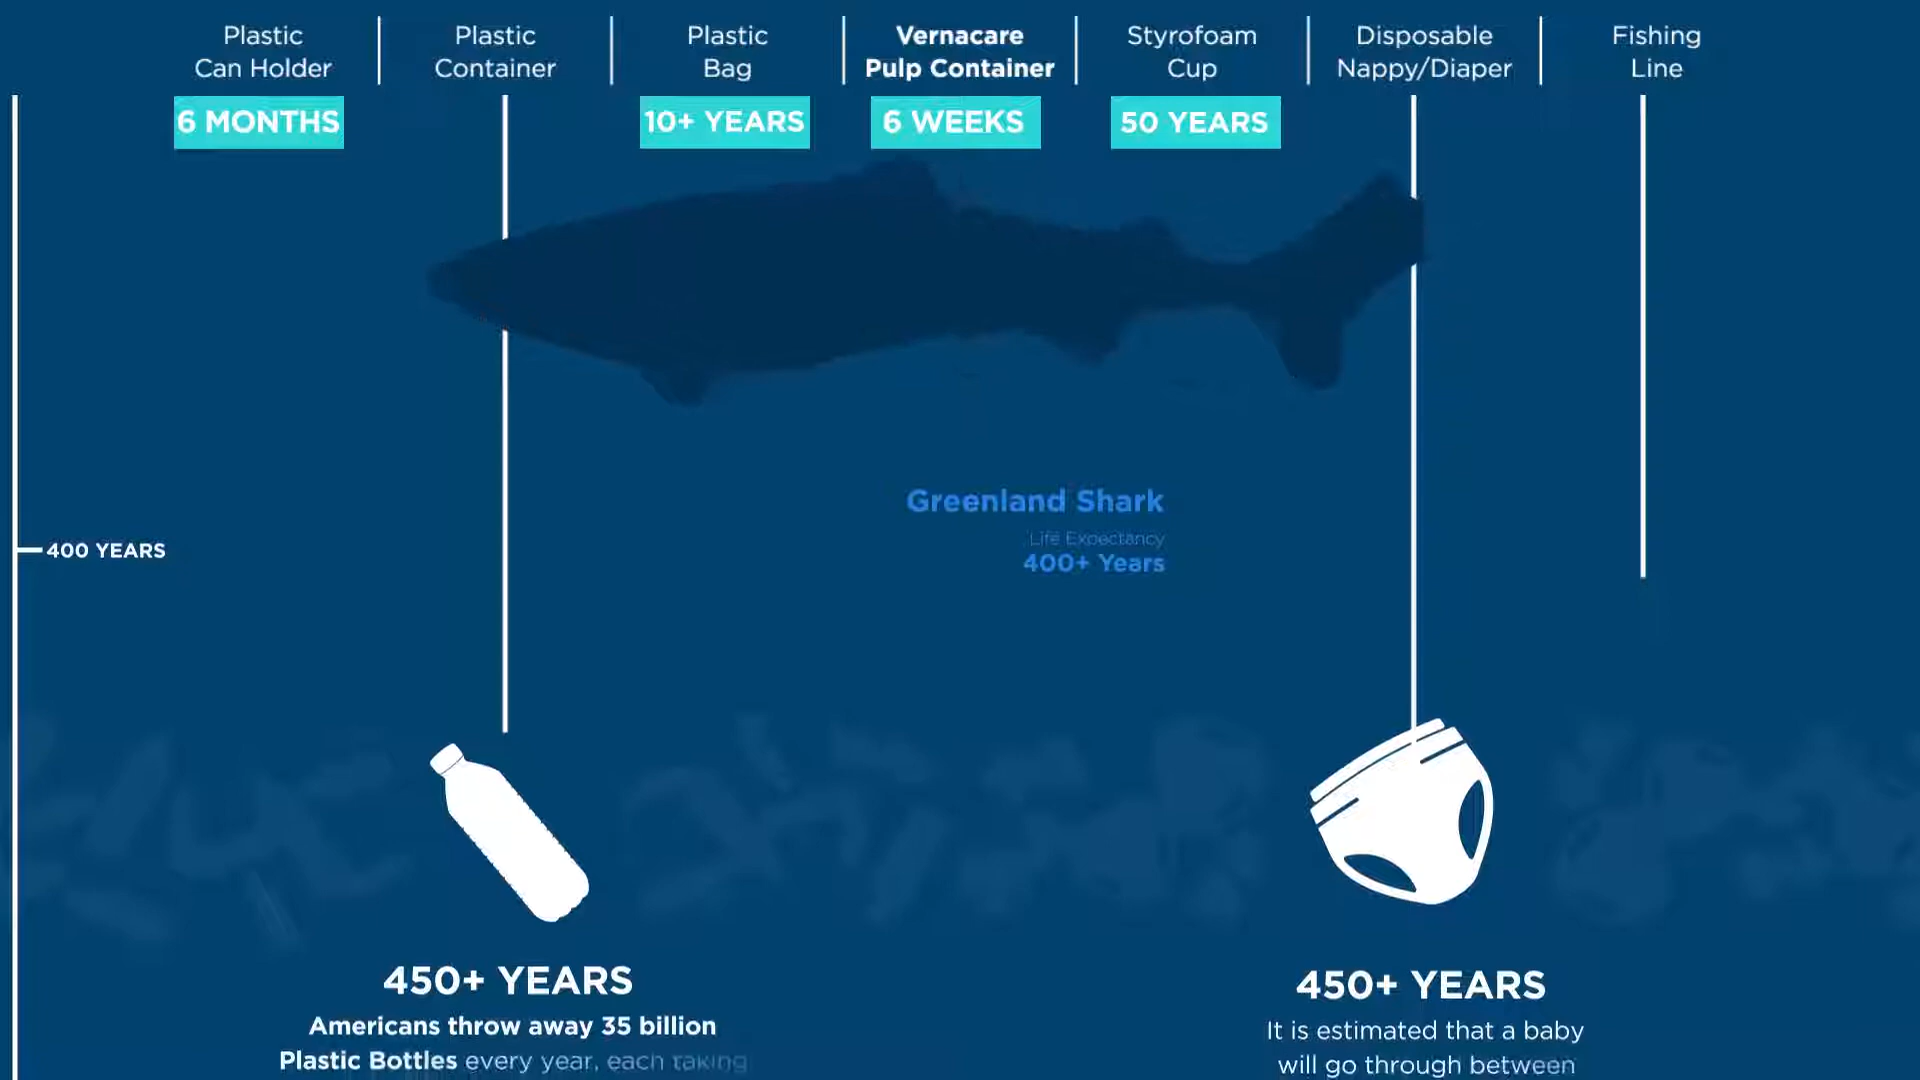 Plastic
Can Holder
Plastic
Container
Plastic
Bag
Vernacare
Pulp Container
Styrofoam
Cup
Disposable
Nappy/Diaper
Fishing
Line
6 MONTHS
10+ YEARS
6 WEEKS
50 YEARS
Greenland Shark
Life Expectancy
400+ Years
400 YEARS
450+ YEARS
Americans throw away 35 billion
Plastic Bottles every year, each taking
450+ YEARS
It is estimated that a baby
will go through between